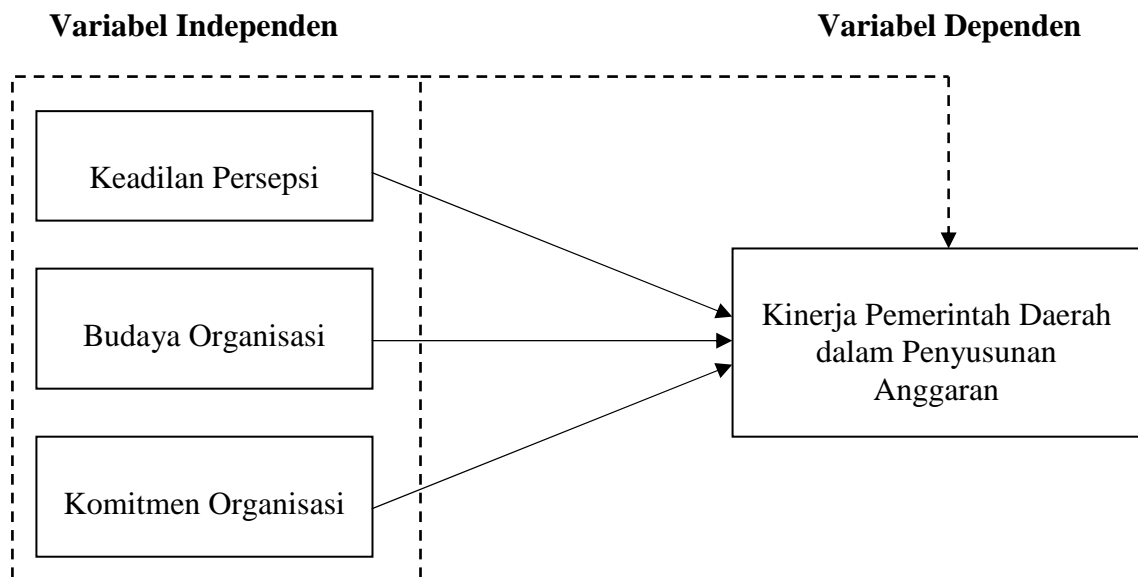 Variabel Independen
Variabel Dependen
Keadilan Persepsi
Budaya Organisasi
Komitmen Organisasi
Kinerja Pemerintah Daerah
dalam Penyusunan
Anggaran